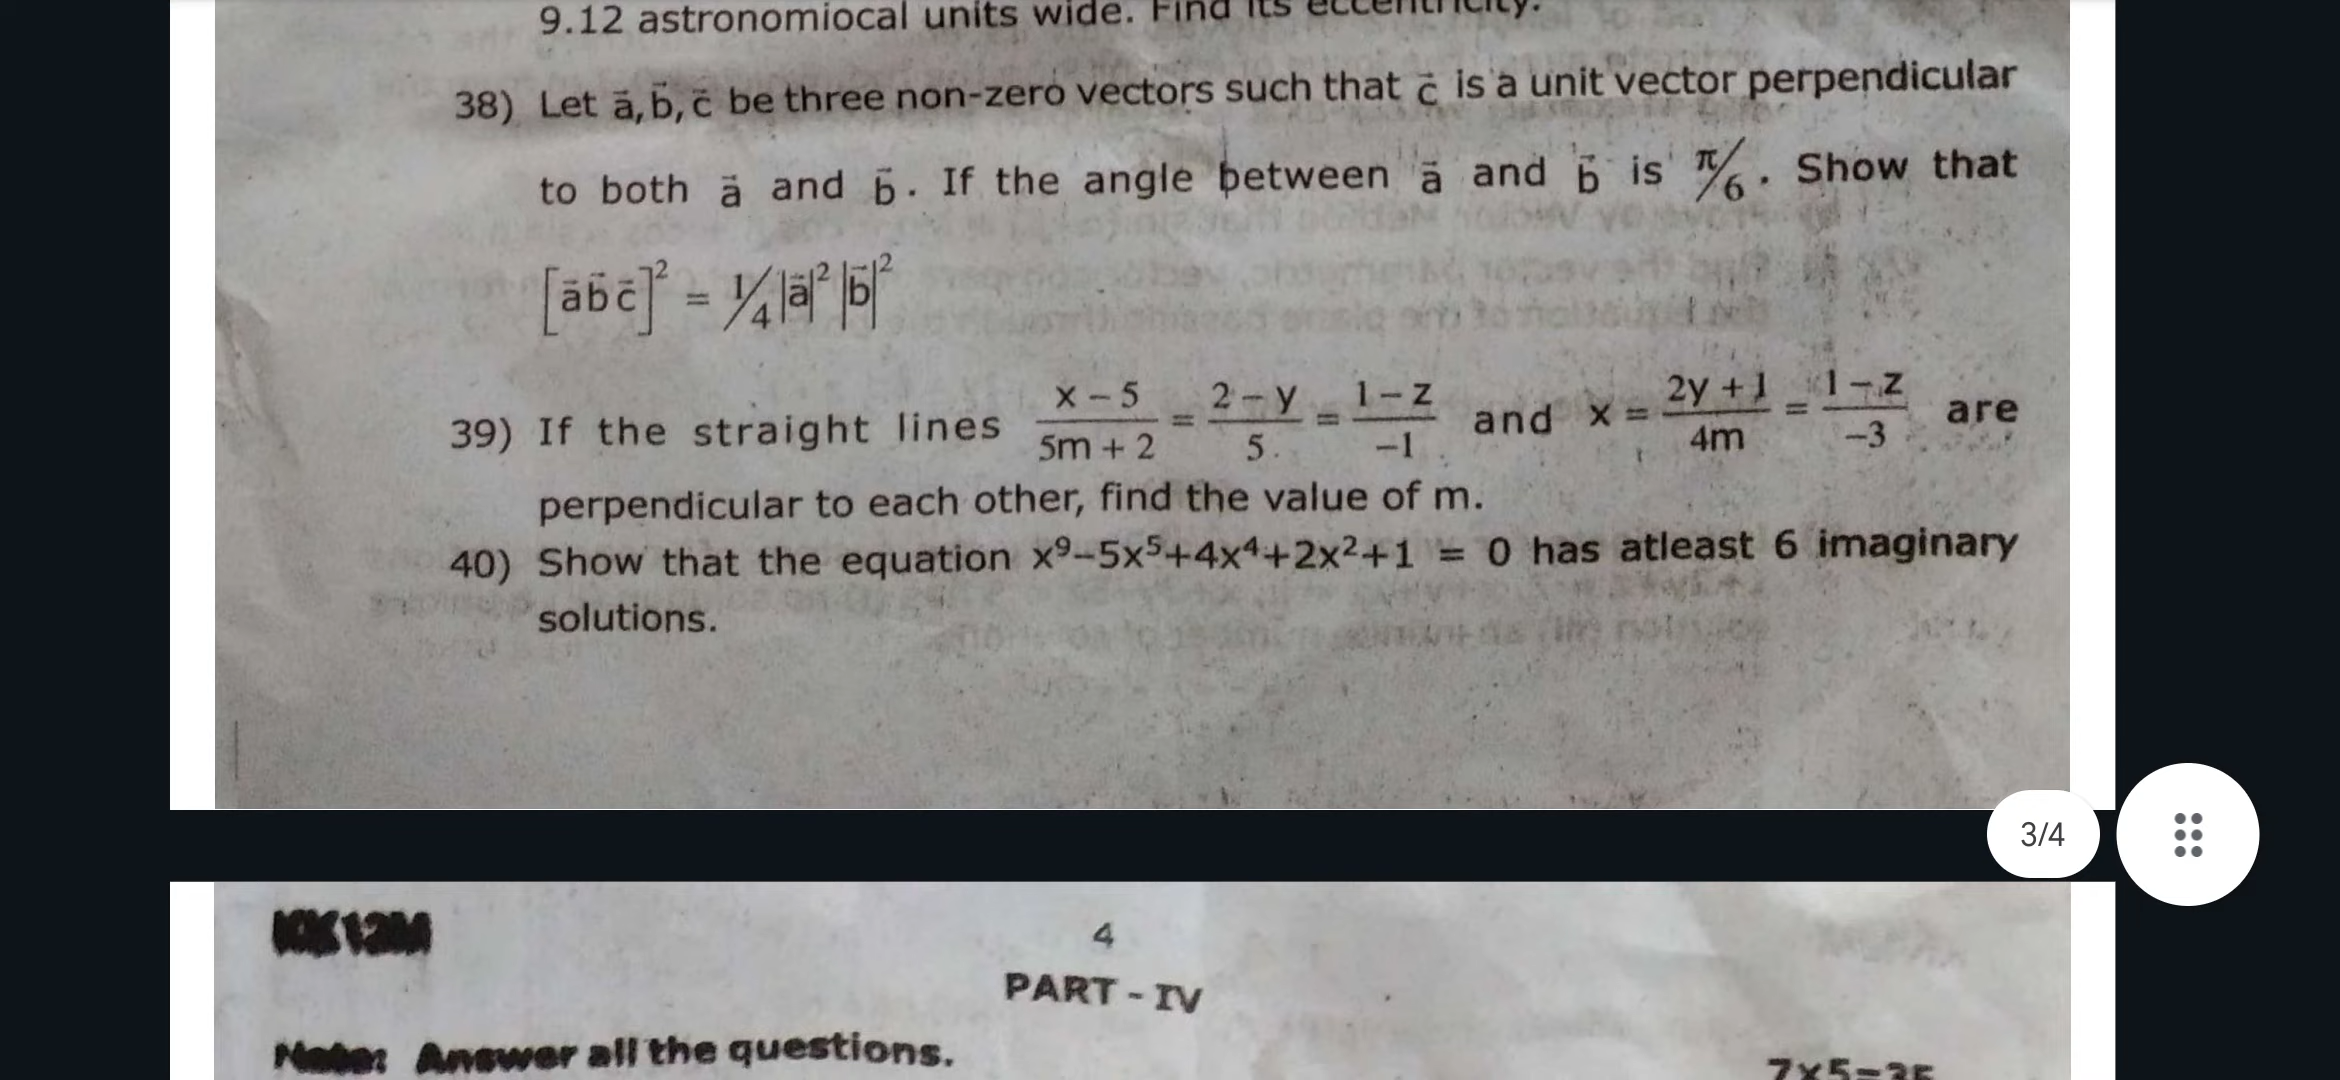 9.12 astronomiocal units wide. Find its eccentricity.
38) Let a⃗, b⃗, c⃗ be three non-zero vectors such that c⃗ is a unit vector perpendicular
to both a⃗ and b⃗. If the angle between a⃗ and b⃗ is π/6. Show that
[a⃗ b⃗ c⃗]² = 1/4 |a⃗|² |b⃗|²
39) If the straight lines (x – 5)/(5m + 2) = (2 – y)/5 = (1 – z)/–1 and x = (2y + 1)/4m = (1 – z)/–3 are
perpendicular to each other, find the value of m.
40) Show that the equation x⁹–5x⁵+4x⁴+2x²+1 = 0 has atleast 6 imaginary
solutions.
3/4
KK12M
4
PART - IV
Note: Answer all the questions.
7x5=35